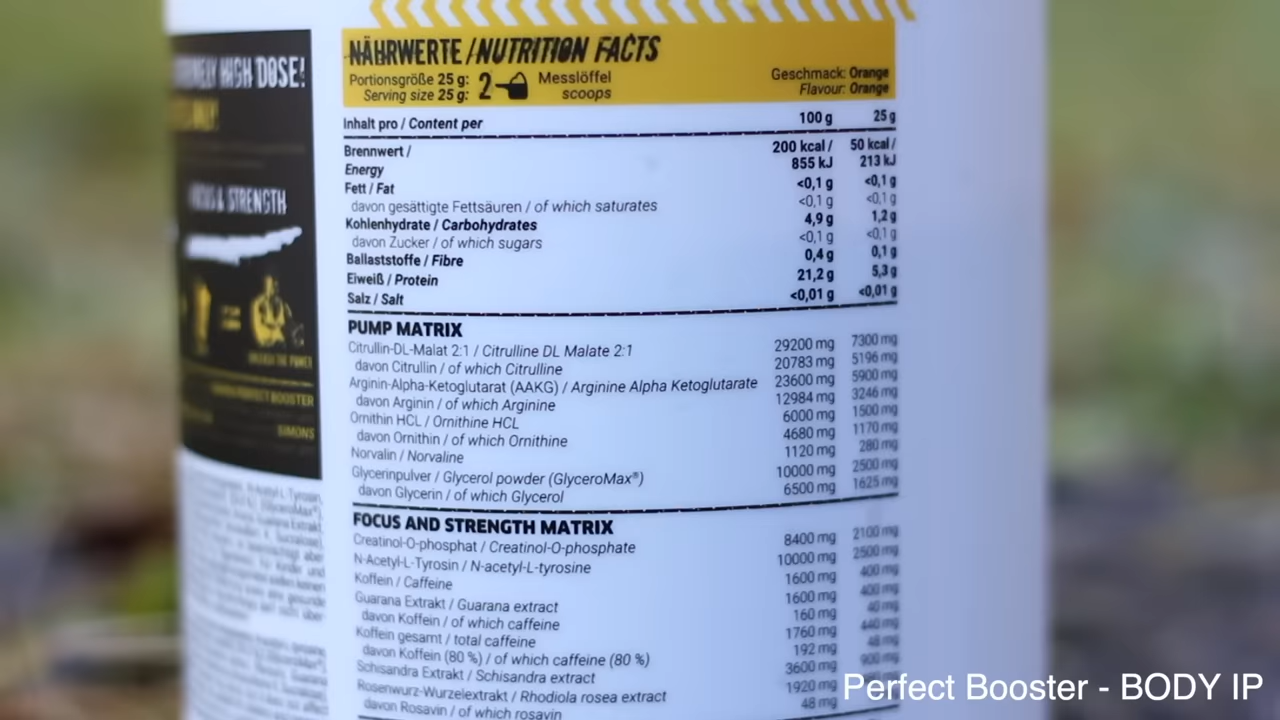 HIGH DOSE!
& STRENGTH
UNLEASH THE POWER
PERFECT BOOSTER
SIMONS
NÄHRWERTE / NUTRITION FACTS
Portionsgröße 25 g: 2 Messlöffel
Serving size 25 g: scoops
Geschmack: Orange
Flavour: Orange
Inhalt pro / Content per 100 g 25 g
Brennwert / 200 kcal / 50 kcal /
Energy 855 kJ 213 kJ
Fett / Fat <0,1 g <0,1 g
davon gesättigte Fettsäuren / of which saturates <0,1 g <0,1 g
Kohlenhydrate / Carbohydrates 4,9 g 1,2 g
davon Zucker / of which sugars <0,1 g <0,1 g
Ballaststoffe / Fibre 0,4 g 0,1 g
Eiweiß / Protein 21,2 g 5,3 g
Salz / Salt <0,01 g <0,01 g
PUMP MATRIX
Citrullin-DL-Malat 2:1 / Citrulline DL Malate 2:1 29200 mg 7300 mg
davon Citrullin / of which Citrulline 20783 mg 5196 mg
Arginin-Alpha-Ketoglutarat (AAKG) / Arginine Alpha Ketoglutarate 23600 mg 5900 mg
davon Arginin / of which Arginine 12984 mg 3246 mg
Ornithin HCL / Ornithine HCL 6000 mg 1500 mg
davon Ornithin / of which Ornithine 4680 mg 1170 mg
Norvalin / Norvaline 1120 mg 280 mg
Glycerinpulver / Glycerol powder (GlyceroMax®) 10000 mg 2500 mg
davon Glycerin / of which Glycerol 6500 mg 1625 mg
FOCUS AND STRENGTH MATRIX
Creatinol-O-phosphat / Creatinol-O-phosphate 8400 mg 2100 mg
N-Acetyl-L-Tyrosin / N-acetyl-L-tyrosine 10000 mg 2500 mg
Koffein / Caffeine 1600 mg 400 mg
Guarana Extrakt / Guarana extract 1600 mg 400 mg
davon Koffein / of which caffeine 160 mg 40 mg
Koffein gesamt / total caffeine 1760 mg 440 mg
davon Koffein (80 %) / of which caffeine (80 %) 192 mg 48 mg
Schisandra Extrakt / Schisandra extract 3600 mg 900 mg
Rosenwurz-Wurzelextrakt / Rhodiola rosea extract 1920 mg
davon Rosavin / of which rosavin 48 mg
Perfect Booster - BODY IP